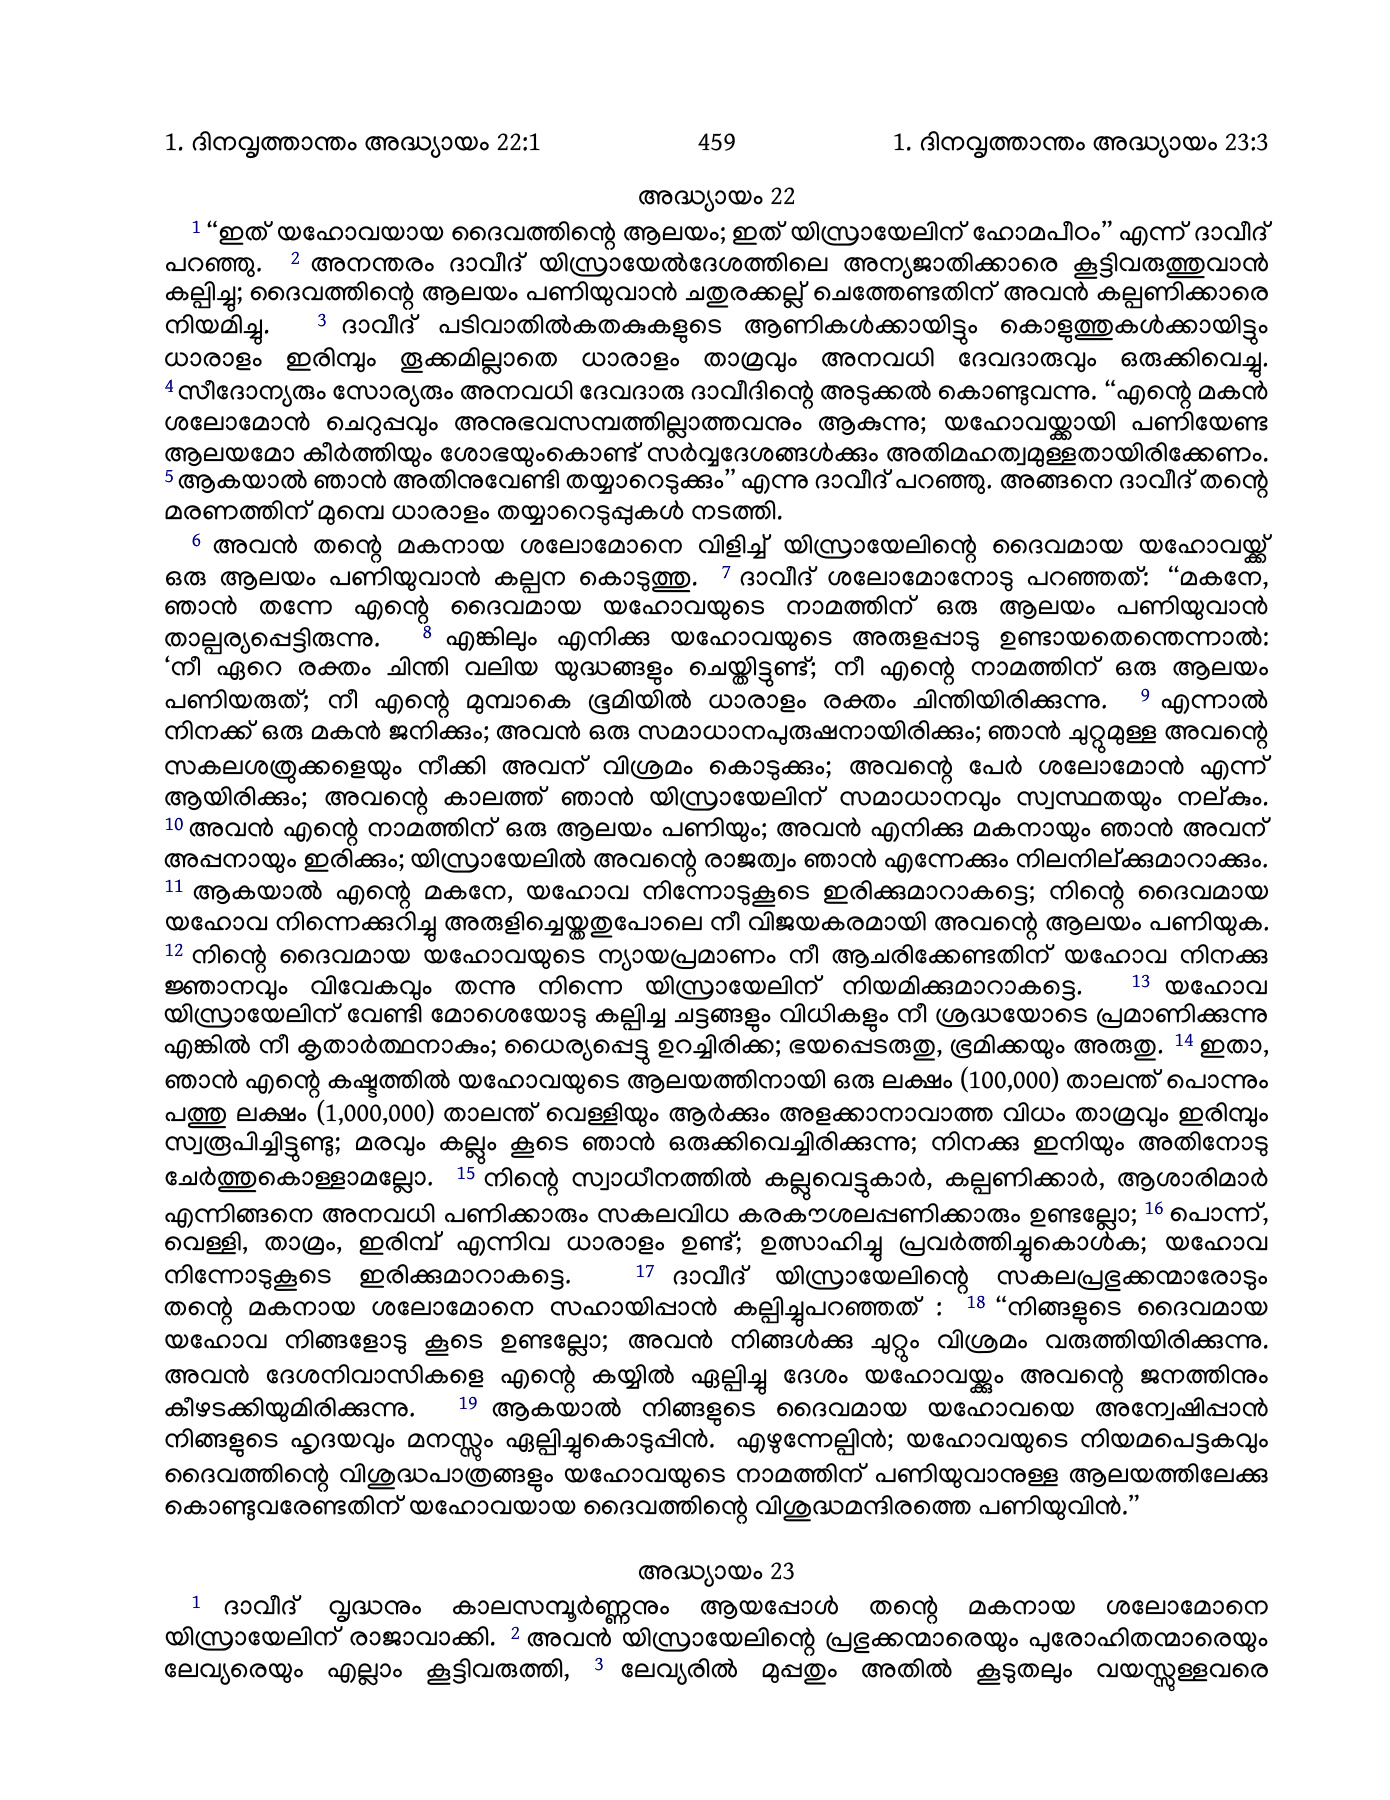 1. ദിനവൃത്താന്തം അദ്ധ്യായം 22:1 459 1. ദിനവൃത്താന്തം അദ്ധ്യായം 23:3
അദ്ധ്യായം 22
1 “ഇത് യഹോവയായ ദൈവത്തിന്റെ ആലയം; ഇത് യിസ്രായേലിന് ഹോമപീഠം” എന്ന് ദാവീദ്
പറഞ്ഞു. 2 അനന്തരം ദാവീദ് യിസ്രായേൽദേശത്തിലെ അന്യജാതിക്കാരെ കൂട്ടിവരുത്തുവാൻ
കല്പിച്ചു; ദൈവത്തിന്റെ ആലയം പണിയുവാൻ ചതുരക്കല്ല് ചെത്തേണ്ടതിന് അവൻ കല്പണിക്കാരെ
നിയമിച്ചു. 3 ദാവീദ് പടിവാതിൽകതകുകളുടെ ആണികൾക്കായിട്ടും കൊളുത്തുകൾക്കായിട്ടും
ധാരാളം ഇരിമ്പും തൂക്കമില്ലാതെ ധാരാളം താമ്രവും അനവധി ദേവദാരുവും ഒരുക്കിവെച്ചു.
4 സീദോന്യരും സോര്യരും അനവധി ദേവദാരു ദാവീദിന്റെ അടുക്കൽ കൊണ്ടുവന്നു. “എന്റെ മകൻ
ശലോമോൻ ചെറുപ്പവും അനുഭവസമ്പത്തില്ലാത്തവനും ആകുന്നു; യഹോവയ്ക്കായി പണിയേണ്ട
ആലയമോ കീർത്തിയും ശോഭയുംകൊണ്ട് സർവ്വദേശങ്ങൾക്കും അതിമഹത്വമുള്ളതായിരിക്കേണം.
5 ആകയാൽ ഞാൻ അതിനുവേണ്ടി തയ്യാറെടുക്കും” എന്നു ദാവീദ് പറഞ്ഞു. അങ്ങനെ ദാവീദ് തന്റെ
മരണത്തിന് മുമ്പെ ധാരാളം തയ്യാറെടുപ്പുകൾ നടത്തി.
6 അവൻ തന്റെ മകനായ ശലോമോനെ വിളിച്ച് യിസ്രായേലിന്റെ ദൈവമായ യഹോവയ്ക്ക്
ഒരു ആലയം പണിയുവാൻ കല്പന കൊടുത്തു. 7 ദാവീദ് ശലോമോനോടു പറഞ്ഞത്: “മകനേ,
ഞാൻ തന്നേ എന്റെ ദൈവമായ യഹോവയുടെ നാമത്തിന് ഒരു ആലയം പണിയുവാൻ
താല്പര്യപ്പെട്ടിരുന്നു. 8 എങ്കിലും എനിക്കു യഹോവയുടെ അരുളപ്പാടു ഉണ്ടായതെന്തെന്നാൽ:
‘നീ ഏറെ രക്തം ചിന്തി വലിയ യുദ്ധങ്ങളും ചെയ്തിട്ടുണ്ട്; നീ എന്റെ നാമത്തിന് ഒരു ആലയം
പണിയരുത്; നീ എന്റെ മുമ്പാകെ ഭൂമിയിൽ ധാരാളം രക്തം ചിന്തിയിരിക്കുന്നു. 9 എന്നാൽ
നിനക്ക് ഒരു മകൻ ജനിക്കും; അവൻ ഒരു സമാധാനപുരുഷനായിരിക്കും; ഞാൻ ചുറ്റുമുള്ള അവന്റെ
സകലശത്രുക്കളെയും നീക്കി അവന് വിശ്രമം കൊടുക്കും; അവന്റെ പേർ ശലോമോൻ എന്ന്
ആയിരിക്കും; അവന്റെ കാലത്ത് ഞാൻ യിസ്രായേലിന് സമാധാനവും സ്വസ്ഥതയും നല്കും.
10 അവൻ എന്റെ നാമത്തിന് ഒരു ആലയം പണിയും; അവൻ എനിക്കു മകനായും ഞാൻ അവന്
അപ്പനായും ഇരിക്കും; യിസ്രായേലിൽ അവന്റെ രാജത്വം ഞാൻ എന്നേക്കും നിലനില്ക്കുമാറാക്കും.
11 ആകയാൽ എന്റെ മകനേ, യഹോവ നിന്നോടുകൂടെ ഇരിക്കുമാറാകട്ടെ; നിന്റെ ദൈവമായ
യഹോവ നിന്നെക്കുറിച്ചു അരുളിച്ചെയ്തതുപോലെ നീ വിജയകരമായി അവന്റെ ആലയം പണിയുക.
12 നിന്റെ ദൈവമായ യഹോവയുടെ ന്യായപ്രമാണം നീ ആചരിക്കേണ്ടതിന് യഹോവ നിനക്കു
ജ്ഞാനവും വിവേകവും തന്നു നിന്നെ യിസ്രായേലിന് നിയമിക്കുമാറാകട്ടെ. 13 യഹോവ
യിസ്രായേലിന് വേണ്ടി മോശെയോടു കല്പിച്ച ചട്ടങ്ങളും വിധികളും നീ ശ്രദ്ധയോടെ പ്രമാണിക്കുന്നു
എങ്കിൽ നീ കൃതാർത്ഥനാകും; ധൈര്യപ്പെട്ടു ഉറച്ചിരിക്ക; ഭയപ്പെടരുതു, ഭ്രമിക്കയും അരുതു. 14 ഇതാ,
ഞാൻ എന്റെ കഷ്ടത്തിൽ യഹോവയുടെ ആലയത്തിനായി ഒരു ലക്ഷം (100,000) താലന്ത് പൊന്നും
പത്തു ലക്ഷം (1,000,000) താലന്ത് വെള്ളിയും ആർക്കും അളക്കാനാവാത്ത വിധം താമ്രവും ഇരിമ്പും
സ്വരൂപിച്ചിട്ടുണ്ടു; മരവും കല്ലും കൂടെ ഞാൻ ഒരുക്കിവെച്ചിരിക്കുന്നു; നിനക്കു ഇനിയും അതിനോടു
ചേർത്തുകൊള്ളാമല്ലോ. 15 നിന്റെ സ്വാധീനത്തിൽ കല്ലുവെട്ടുകാർ, കല്പണിക്കാർ, ആശാരിമാർ
എന്നിങ്ങനെ അനവധി പണിക്കാരും സകലവിധ കരകൗശലപ്പണിക്കാരും ഉണ്ടല്ലോ; 16 പൊന്ന്,
വെള്ളി, താമ്രം, ഇരിമ്പ് എന്നിവ ധാരാളം ഉണ്ട്; ഉത്സാഹിച്ചു പ്രവർത്തിച്ചുകൊൾക; യഹോവ
നിന്നോടുകൂടെ ഇരിക്കുമാറാകട്ടെ. 17 ദാവീദ് യിസ്രായേലിന്റെ സകലപ്രഭുക്കന്മാരോടും
തന്റെ മകനായ ശലോമോനെ സഹായിപ്പാൻ കല്പിച്ചുപറഞ്ഞത് : 18 “നിങ്ങളുടെ ദൈവമായ
യഹോവ നിങ്ങളോടു കൂടെ ഉണ്ടല്ലോ; അവൻ നിങ്ങൾക്കു ചുറ്റും വിശ്രമം വരുത്തിയിരിക്കുന്നു.
അവൻ ദേശനിവാസികളെ എന്റെ കയ്യിൽ ഏല്പിച്ചു ദേശം യഹോവയ്ക്കും അവന്റെ ജനത്തിനും
കീഴടക്കിയുമിരിക്കുന്നു. 19 ആകയാൽ നിങ്ങളുടെ ദൈവമായ യഹോവയെ അന്വേഷിപ്പാൻ
നിങ്ങളുടെ ഹൃദയവും മനസ്സും ഏല്പിച്ചുകൊടുപ്പിൻ. എഴുന്നേല്പിൻ; യഹോവയുടെ നിയമപെട്ടകവും
ദൈവത്തിന്റെ വിശുദ്ധപാത്രങ്ങളും യഹോവയുടെ നാമത്തിന് പണിയുവാനുള്ള ആലയത്തിലേക്കു
കൊണ്ടുവരേണ്ടതിന് യഹോവയായ ദൈവത്തിന്റെ വിശുദ്ധമന്ദിരത്തെ പണിയുവിൻ.”
അദ്ധ്യായം 23
1 ദാവീദ് വൃദ്ധനും കാലസമ്പൂർണ്ണനും ആയപ്പോൾ തന്റെ മകനായ ശലോമോനെ
യിസ്രായേലിന് രാജാവാക്കി. 2 അവൻ യിസ്രായേലിന്റെ പ്രഭുക്കന്മാരെയും പുരോഹിതന്മാരെയും
ലേവ്യരെയും എല്ലാം കൂട്ടിവരുത്തി, 3 ലേവ്യരിൽ മുപ്പതും അതിൽ കൂടുതലും വയസ്സുള്ളവരെ